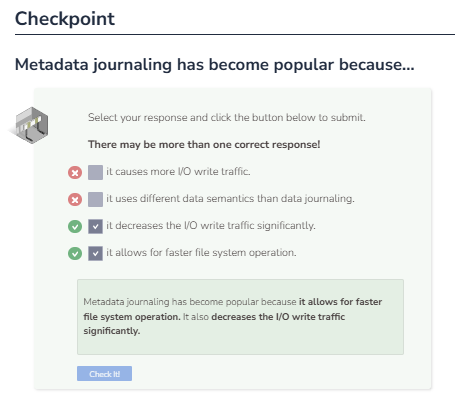 Checkpoint
Metadata journaling has become popular because...
Select your response and click the button below to submit.
There may be more than one correct response!
it causes more I/O write traffic.
it uses different data semantics than data journaling.
it decreases the I/O write traffic significantly.
it allows for faster file system operation.
Metadata journaling has become popular because it allows for faster
file system operation. It also decreases the I/O write traffic
significantly.
Check It!